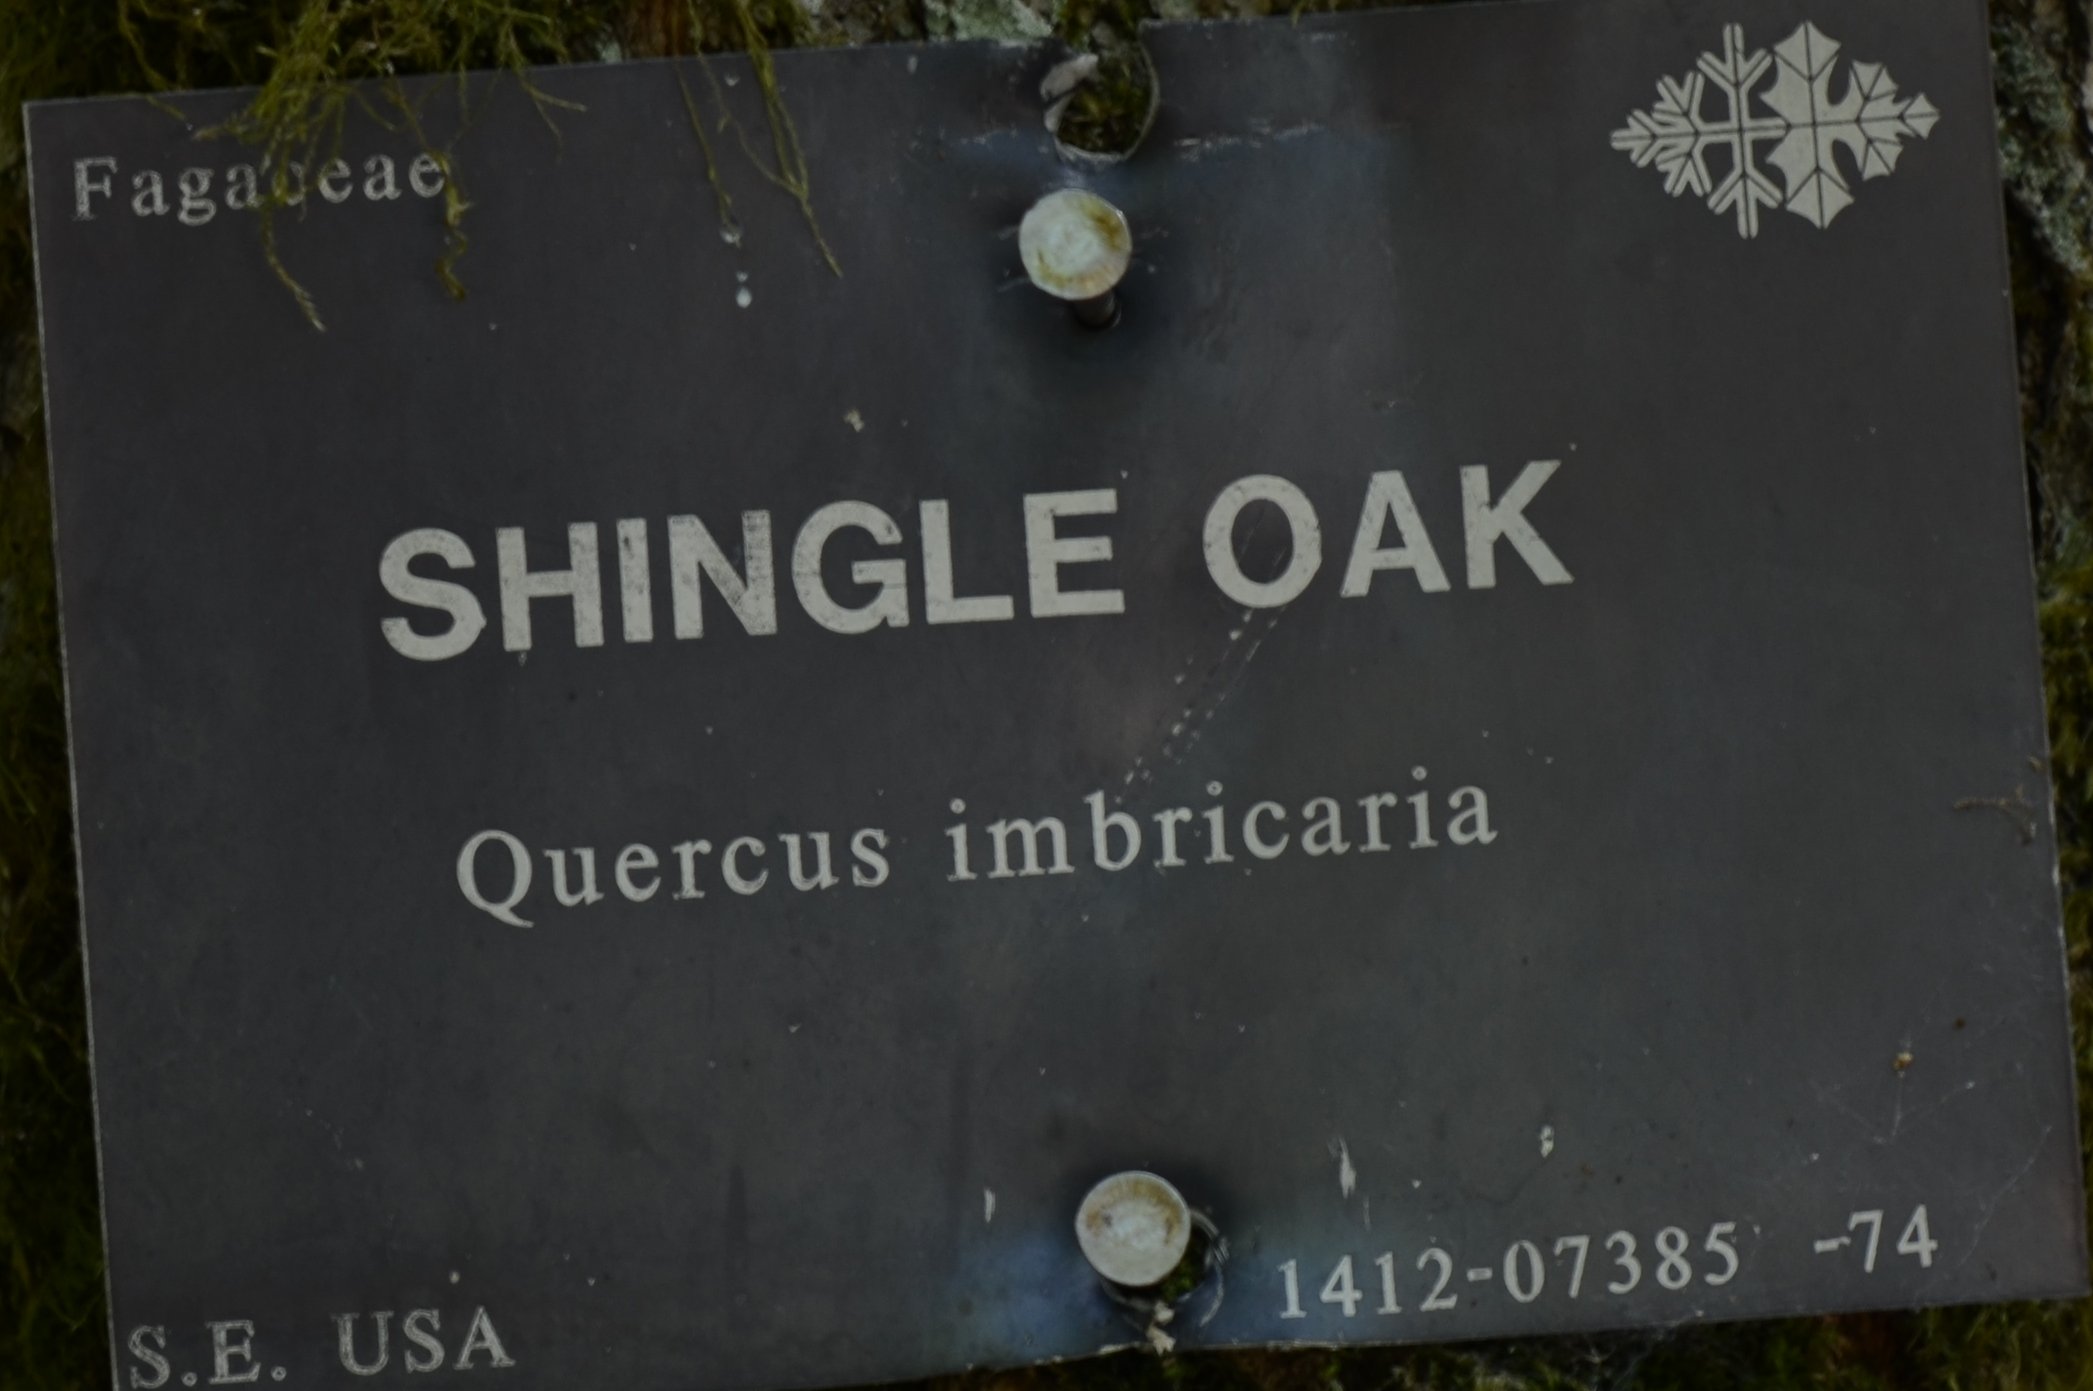 Fagaceae
SHINGLE OAK
Quercus imbricaria
S.E. USA
1412-07385 -74